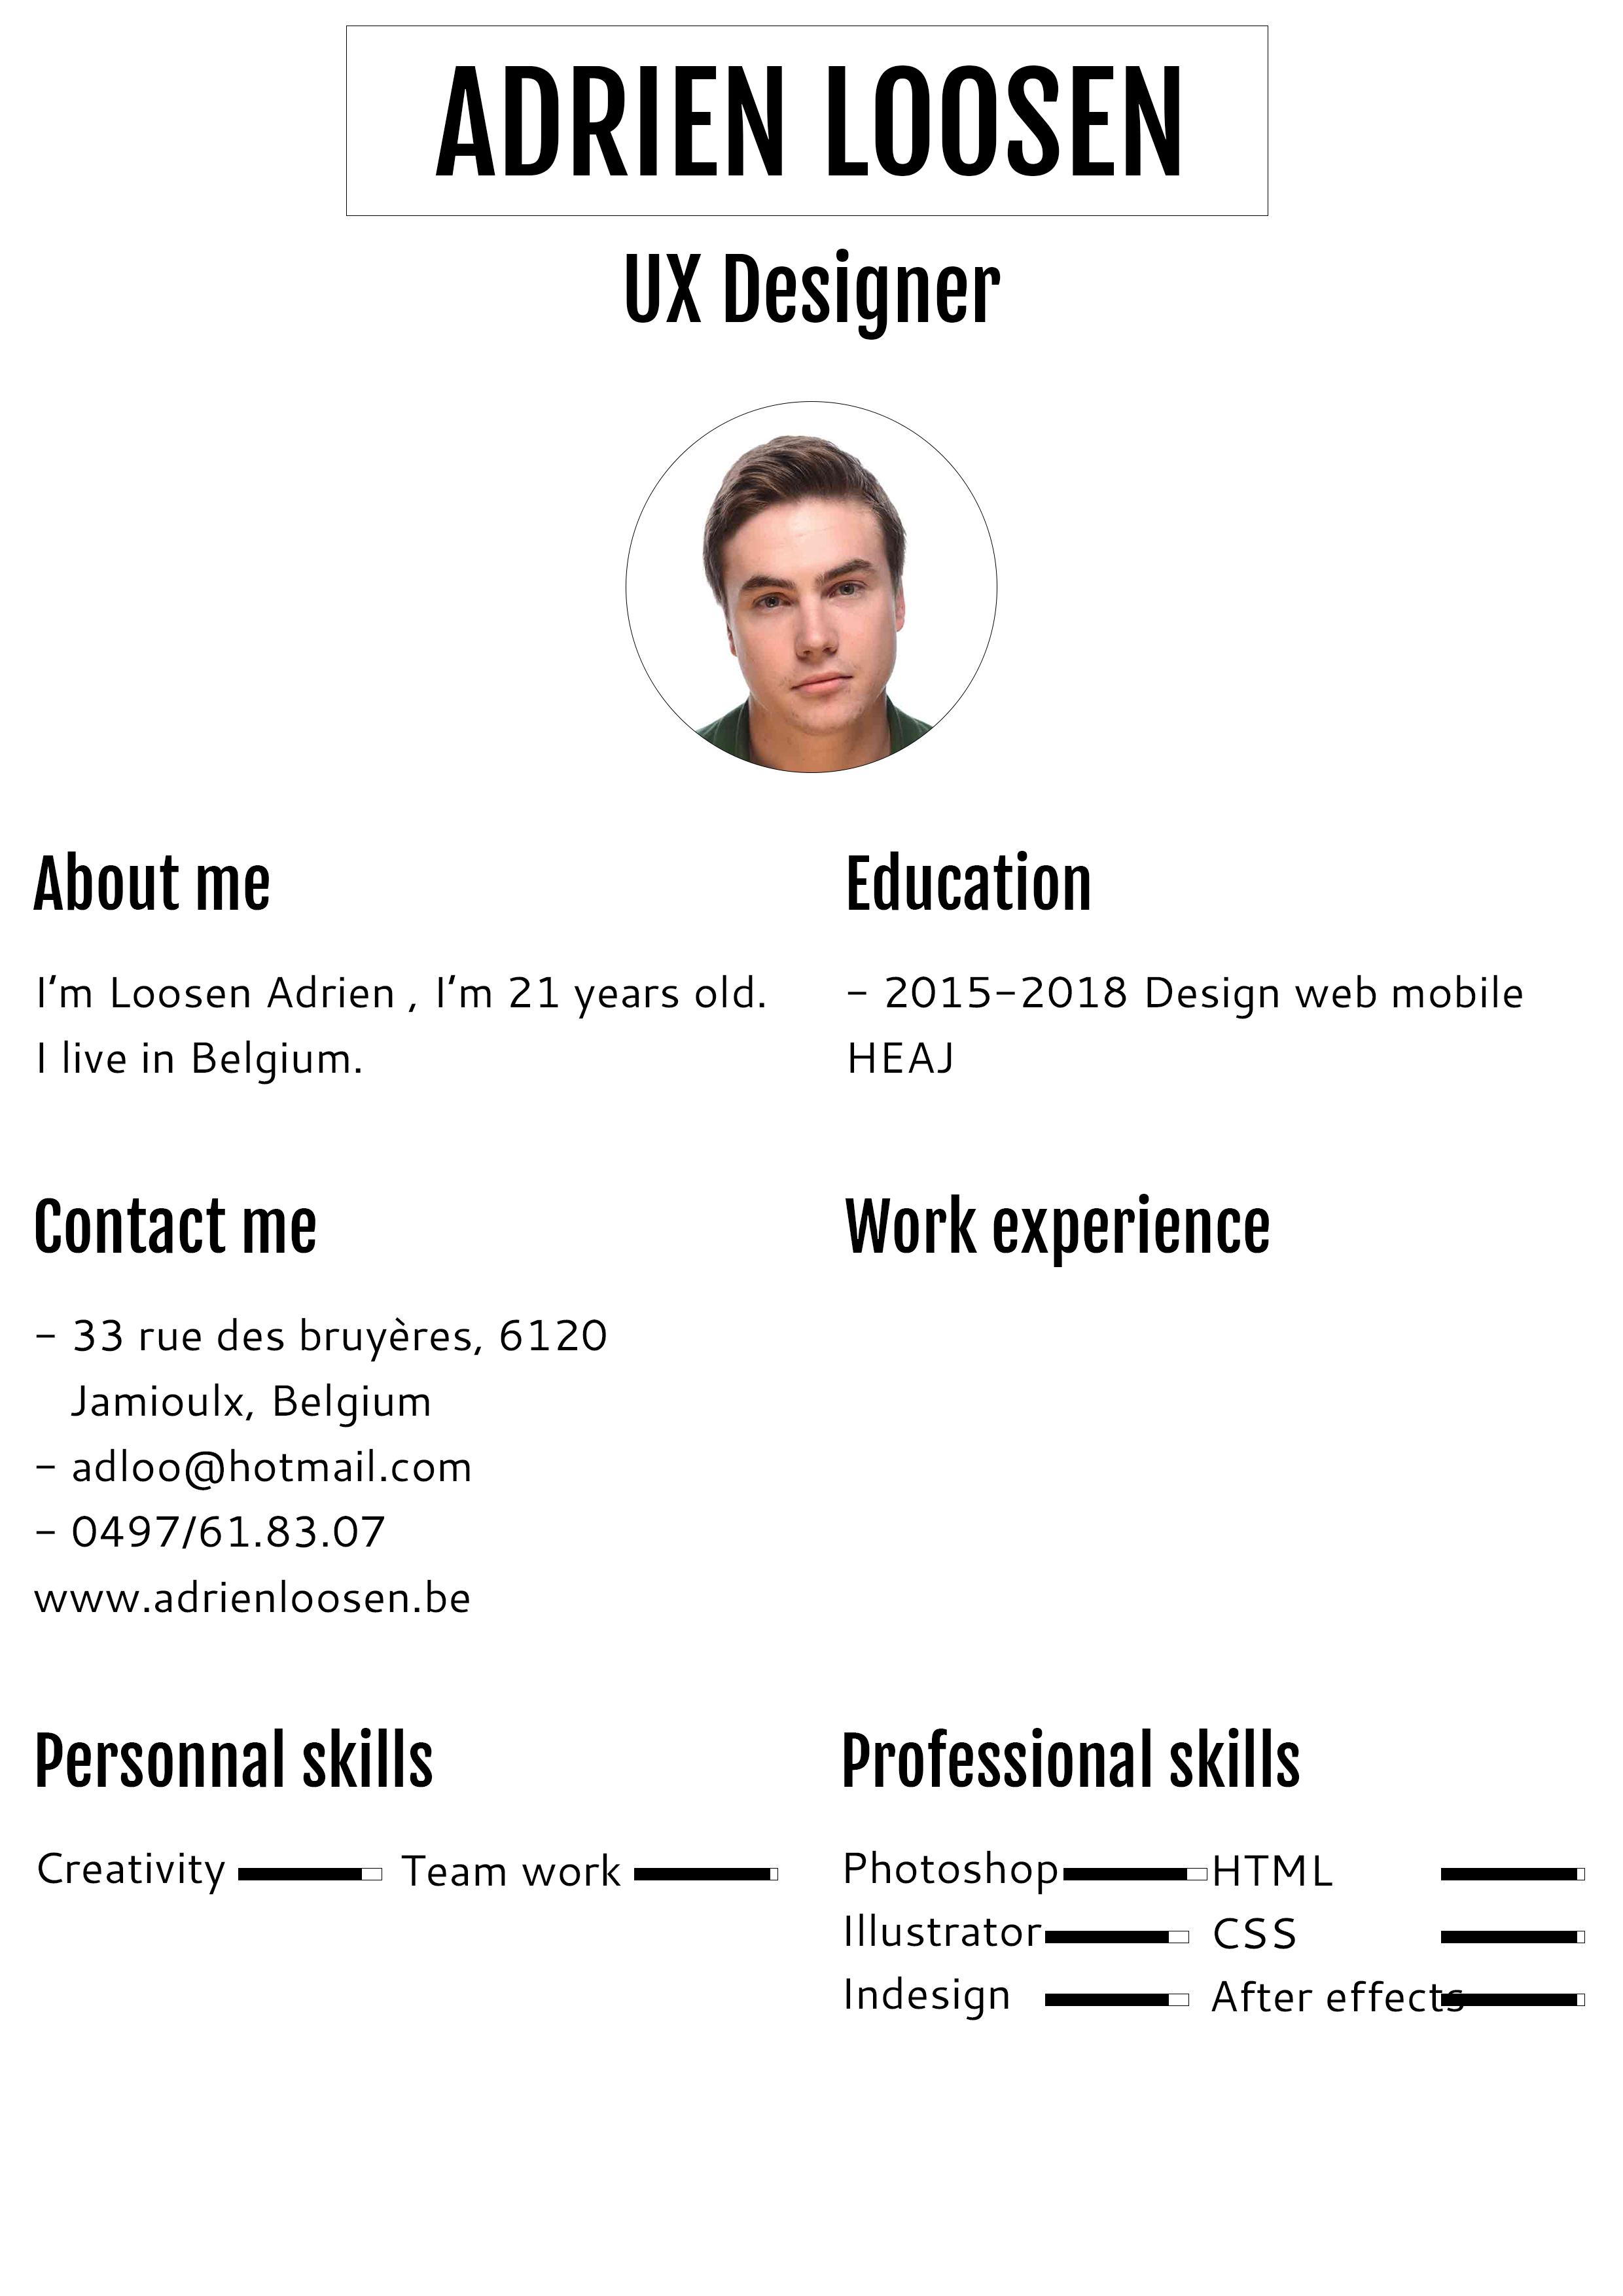 ADRIEN LOOSEN
UX Designer
About me
I’m Loosen Adrien , I’m 21 years old.
I live in Belgium.
Education
- 2015-2018 Design web mobile
HEAJ
Contact me
- 33 rue des bruyères, 6120
Jamioulx, Belgium
- adloo@hotmail.com
- 0497/61.83.07
www.adrienloosen.be
Work experience
Personnal skills
Creativity
Team work
Professional skills
Photoshop
HTML
Illustrator
CSS
Indesign
After effects